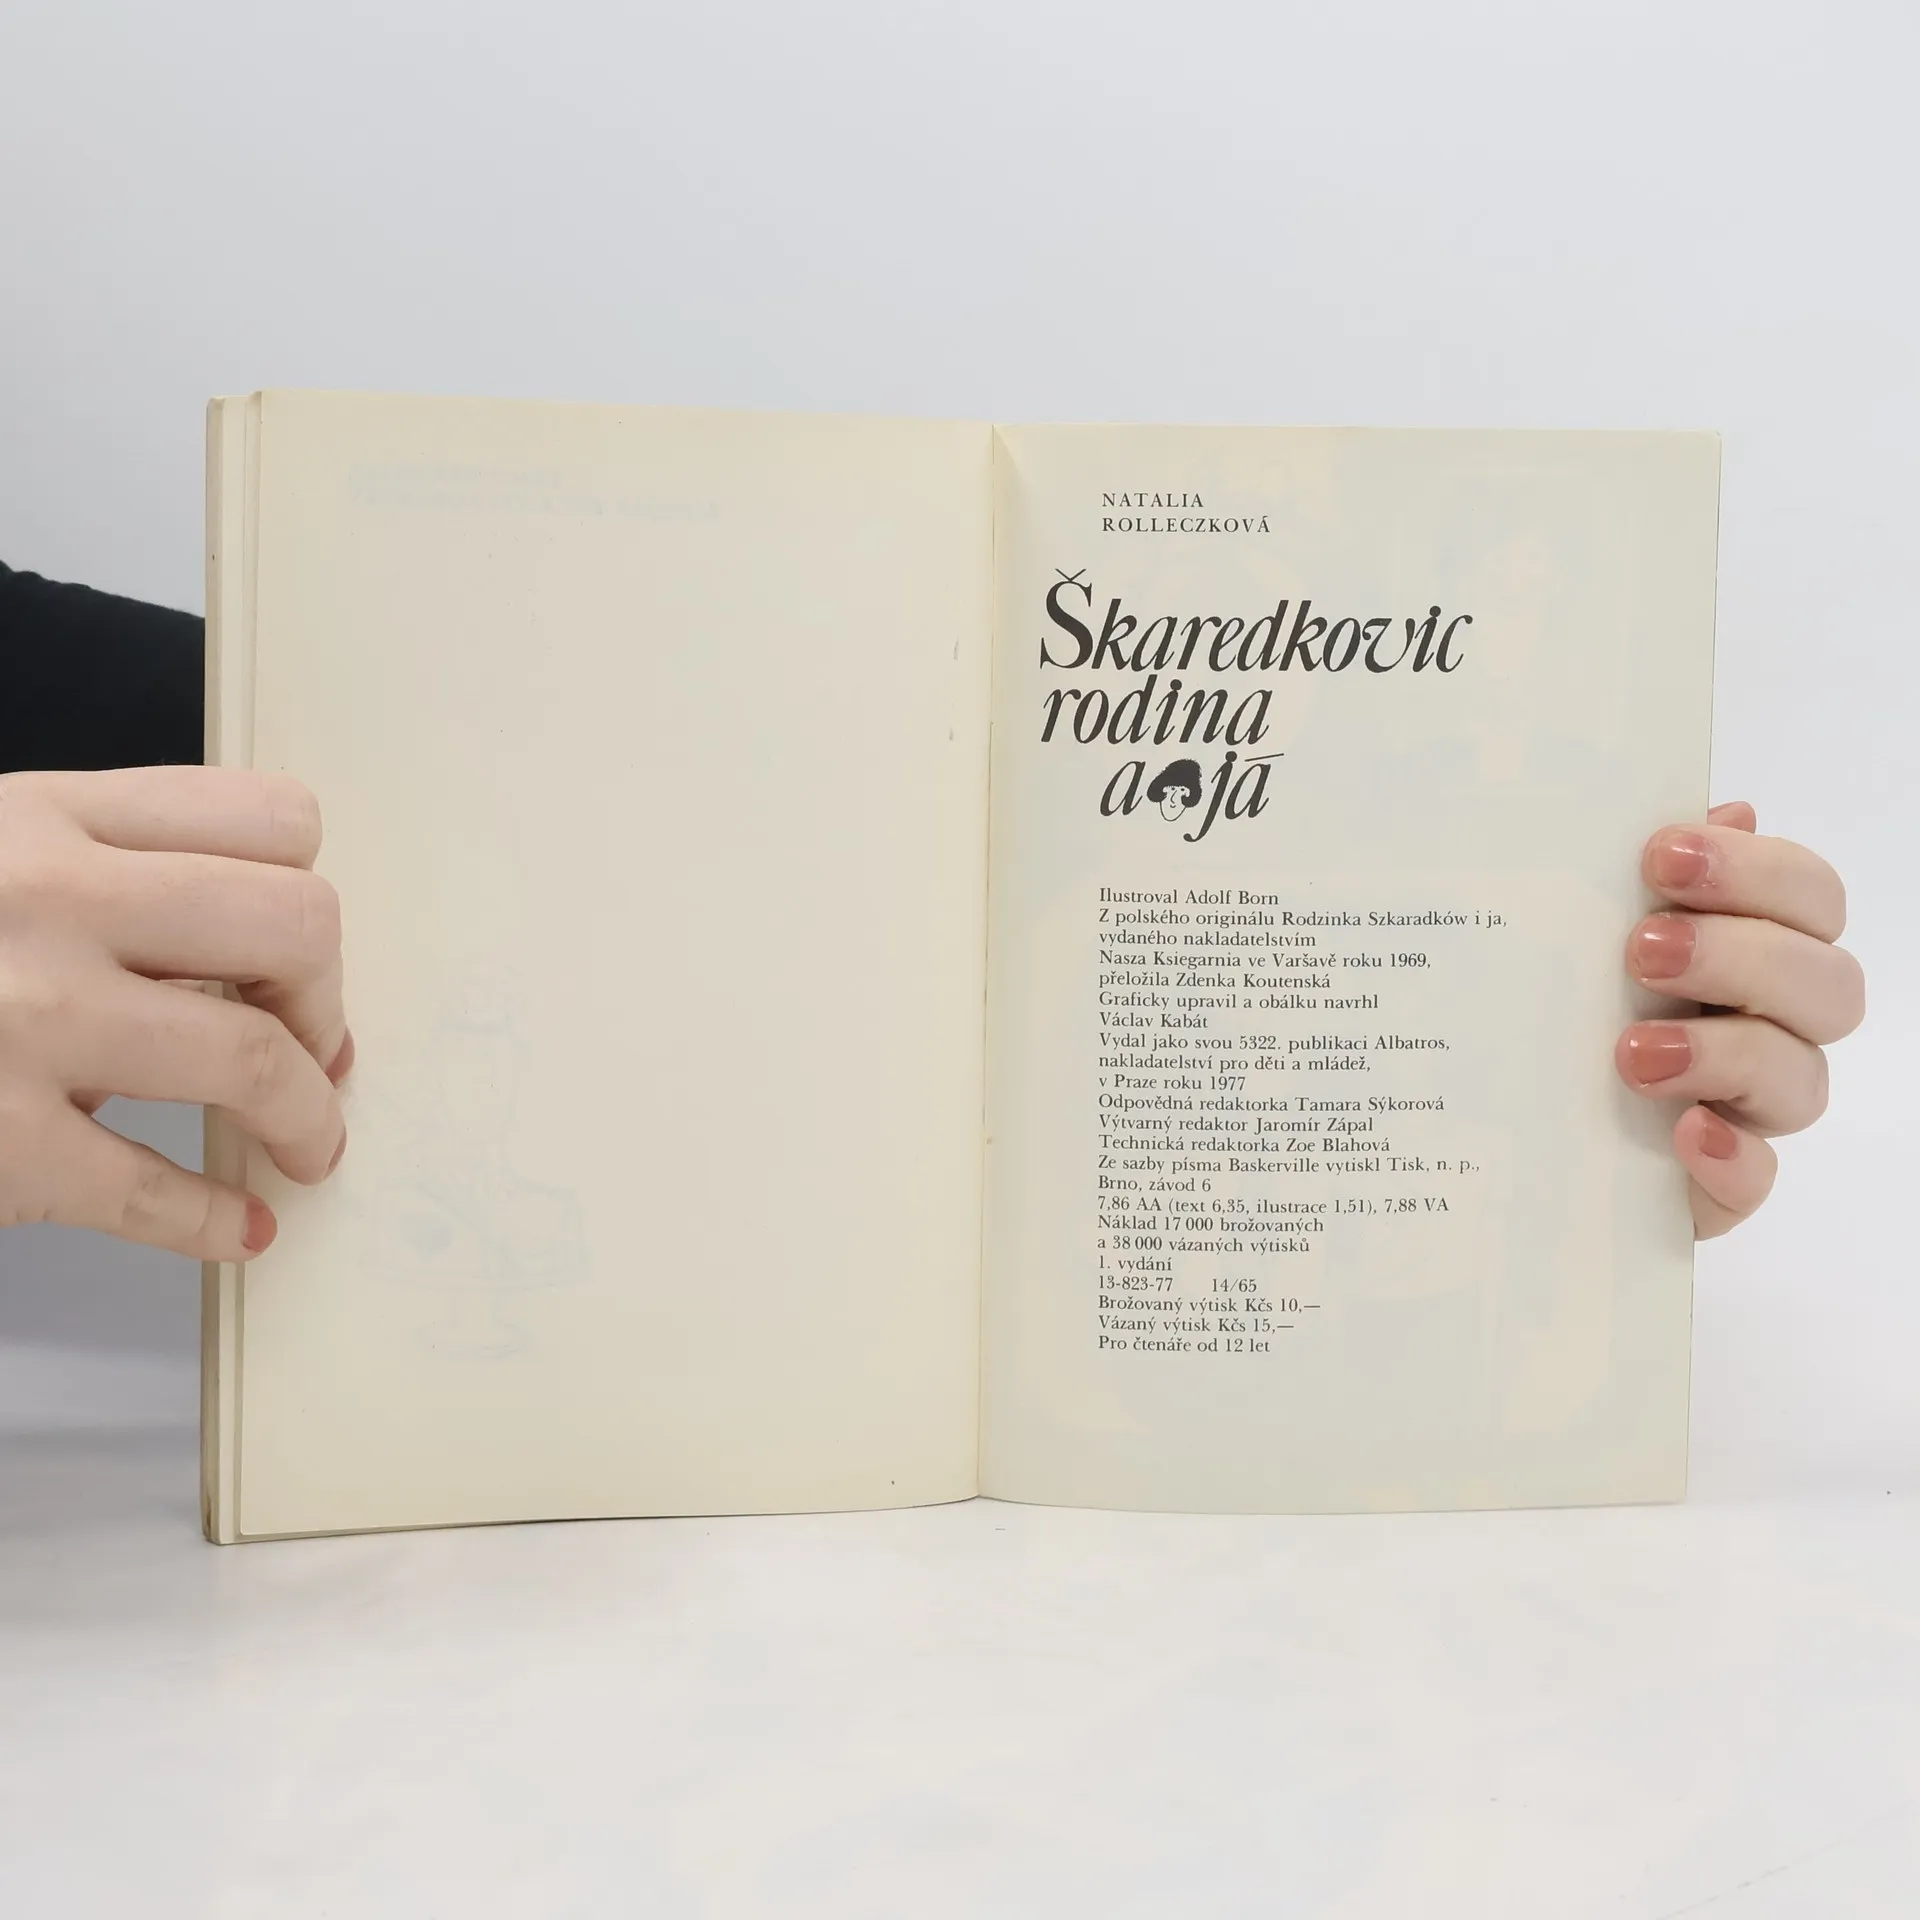 NATALIA
ROLLECZKOVÁ
Škaredkovic
rodina
a já
Ilustroval Adolf Born
Z polského originálu Rodzinka Szkaradków i ja,
vydaného nakladatelstvím
Nasza Ksiegarnia ve Varšavě roku 1969,
přeložila Zdenka Koutenská
Graficky upravil a obálku navrhl
Václav Kabát
Vydal jako svou 5322. publikaci Albatros,
nakladatelství pro děti a mládež,
v Praze roku 1977
Odpovědná redaktorka Tamara Sýkorová
Výtvarný redaktor Jaromír Zápal
Technická redaktorka Zoe Blahová
Ze sazby písma Baskerville vytiskl Tisk, n. p.,
Brno, závod 6
7,86 AA (text 6,35, ilustrace 1,51), 7,88 VA
Náklad 17 000 brožovaných
a 38 000 vázaných výtisků
1. vydání
13-823-77 14/65
Brožovaný výtisk Kčs 10,—
Vázaný výtisk Kčs 15,—
Pro čtenáře od 12 let